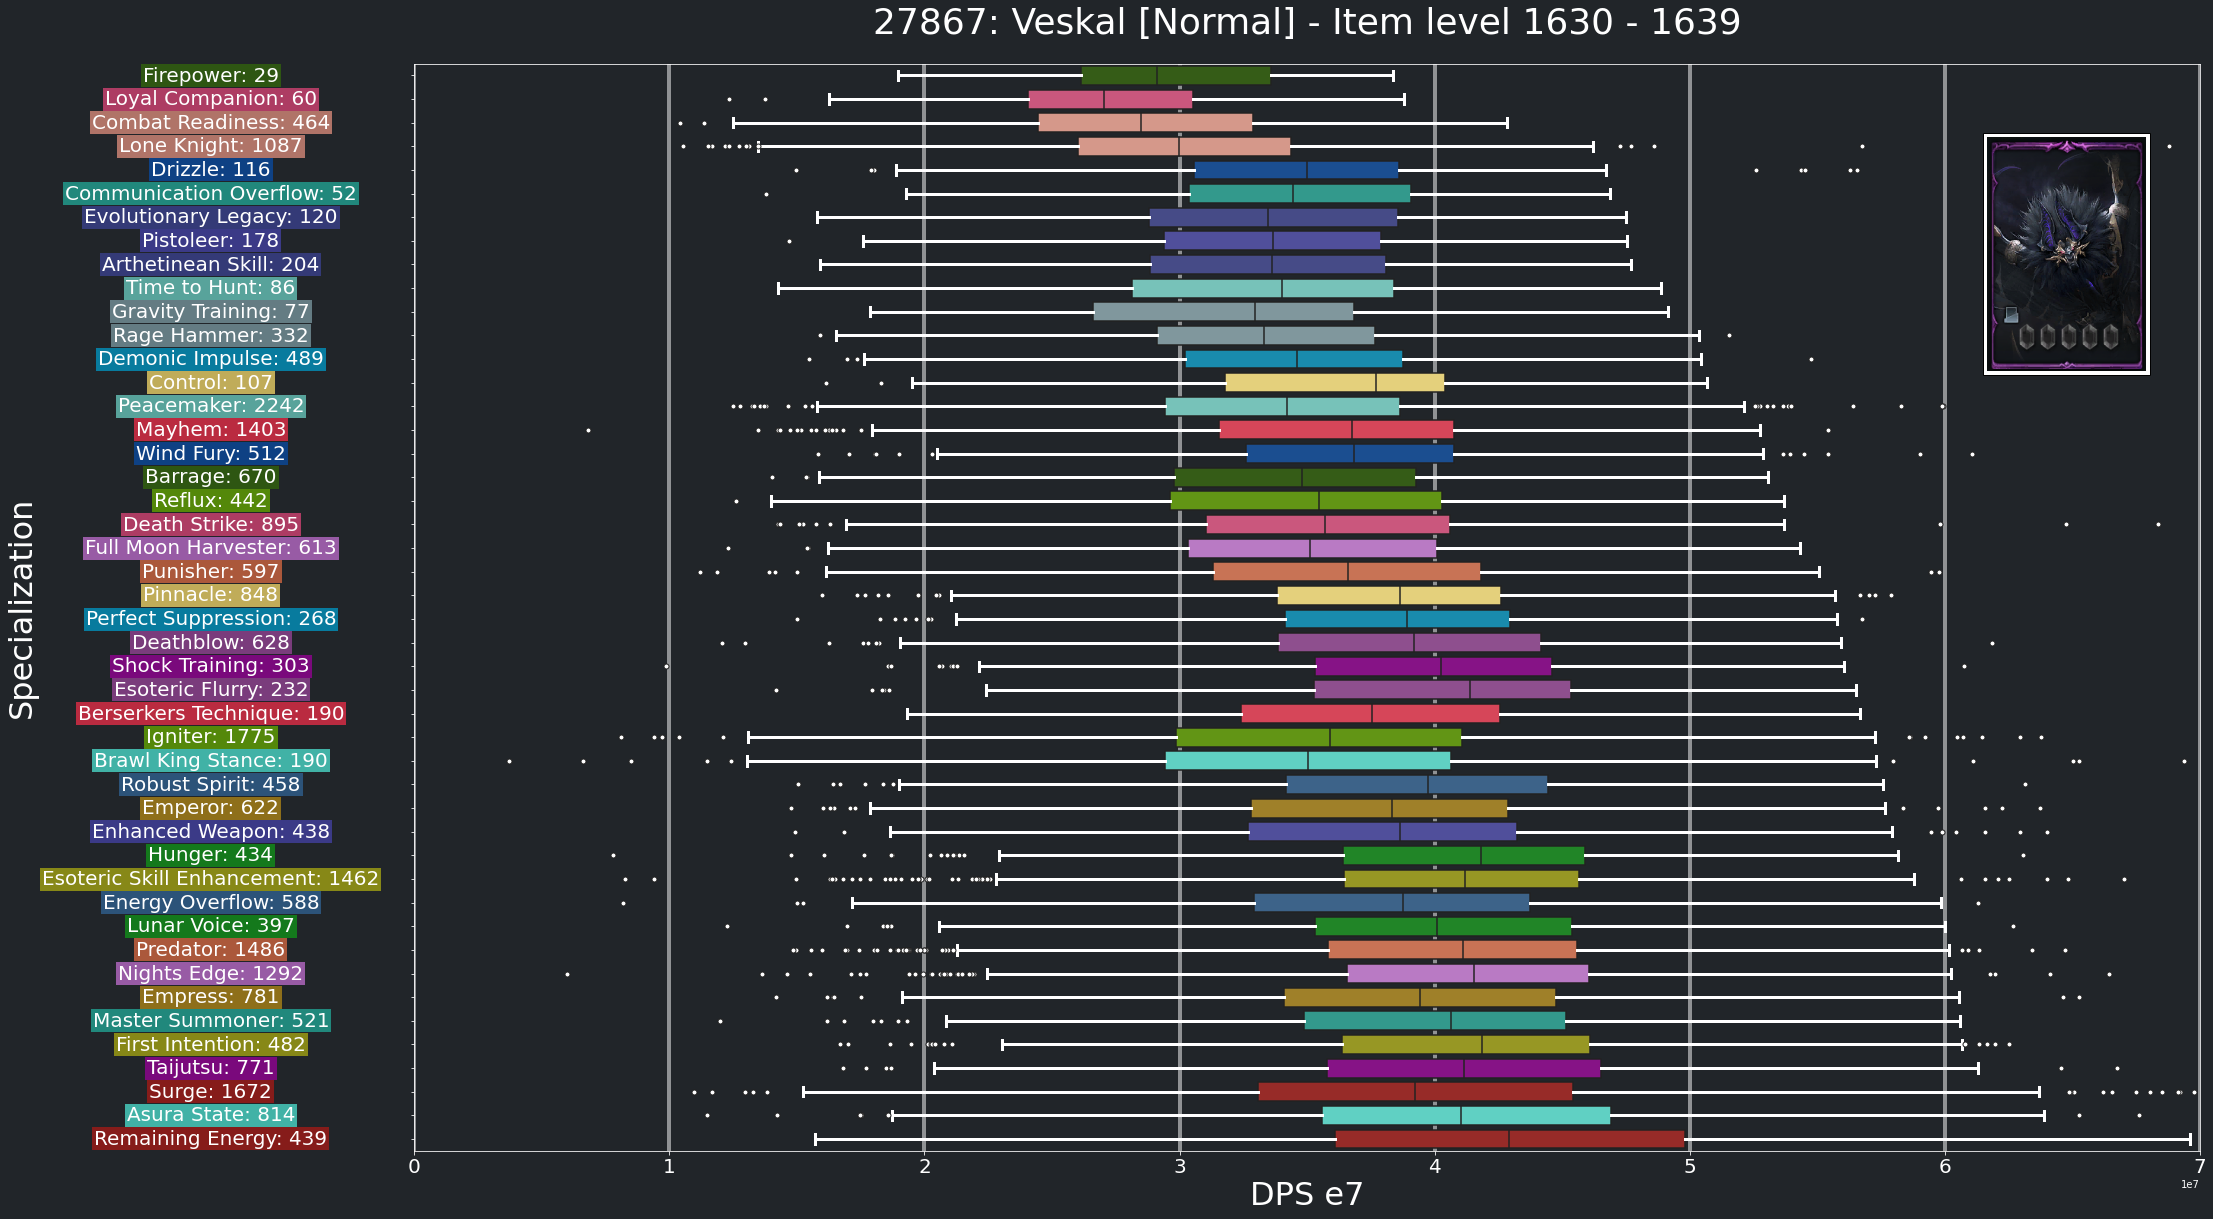 27867: Veskal [Normal] - Item level 1630 - 1639
Specialization
Firepower: 29
Loyal Companion: 60
Combat Readiness: 464
Lone Knight: 1087
Drizzle: 116
Communication Overflow: 52
Evolutionary Legacy: 120
Pistoleer: 178
Arthetinean Skill: 204
Time to Hunt: 86
Gravity Training: 77
Rage Hammer: 332
Demonic Impulse: 489
Control: 107
Peacemaker: 2242
Mayhem: 1403
Wind Fury: 512
Barrage: 670
Reflux: 442
Death Strike: 895
Full Moon Harvester: 613
Punisher: 597
Pinnacle: 848
Perfect Suppression: 268
Deathblow: 628
Shock Training: 303
Esoteric Flurry: 232
Berserkers Technique: 190
Igniter: 1775
Brawl King Stance: 190
Robust Spirit: 458
Emperor: 622
Enhanced Weapon: 438
Hunger: 434
Esoteric Skill Enhancement: 1462
Energy Overflow: 588
Lunar Voice: 397
Predator: 1486
Nights Edge: 1292
Empress: 781
Master Summoner: 521
First Intention: 482
Taijutsu: 771
Surge: 1672
Asura State: 814
Remaining Energy: 439
0 1 2 3 4 5 6 7
1e7
DPS e7